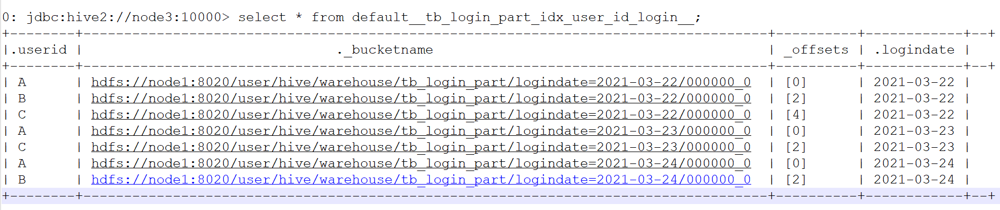 0: jdbc:hive2://node3:10000> select * from default__tb_login_part_idx_user_id_login__;
+--------+------------------------------------------------------------------------------------+----------+------------+--+
|.userid | ._bucketname | _offsets | .logindate |
+--------+------------------------------------------------------------------------------------+----------+------------+--+
| A | hdfs://node1:8020/user/hive/warehouse/tb_login_part/logindate=2021-03-22/000000_0 | [0] | 2021-03-22 |
| B | hdfs://node1:8020/user/hive/warehouse/tb_login_part/logindate=2021-03-22/000000_0 | [2] | 2021-03-22 |
| C | hdfs://node1:8020/user/hive/warehouse/tb_login_part/logindate=2021-03-22/000000_0 | [4] | 2021-03-22 |
| A | hdfs://node1:8020/user/hive/warehouse/tb_login_part/logindate=2021-03-23/000000_0 | [0] | 2021-03-23 |
| C | hdfs://node1:8020/user/hive/warehouse/tb_login_part/logindate=2021-03-23/000000_0 | [2] | 2021-03-23 |
| A | hdfs://node1:8020/user/hive/warehouse/tb_login_part/logindate=2021-03-24/000000_0 | [0] | 2021-03-24 |
| B | hdfs://node1:8020/user/hive/warehouse/tb_login_part/logindate=2021-03-24/000000_0 | [2] | 2021-03-24 |
+--------+------------------------------------------------------------------------------------+----------+------------+--+